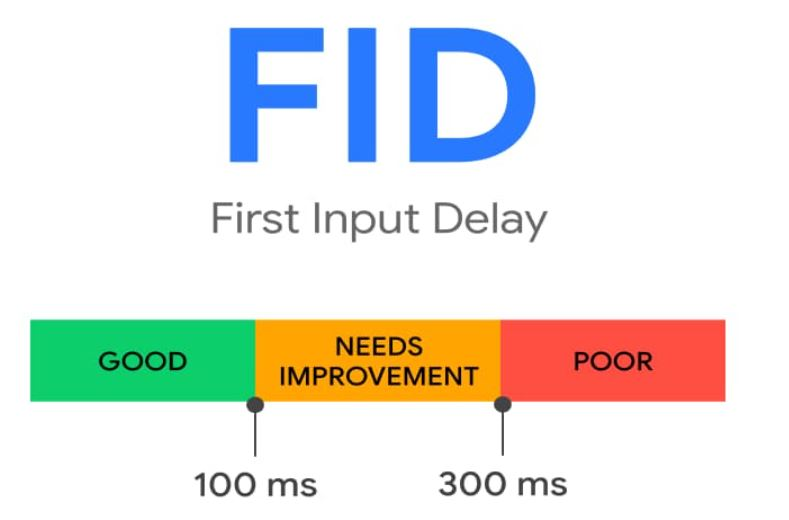 FID
First Input Delay
GOOD
NEEDS
IMPROVEMENT
POOR
100 ms
300 ms